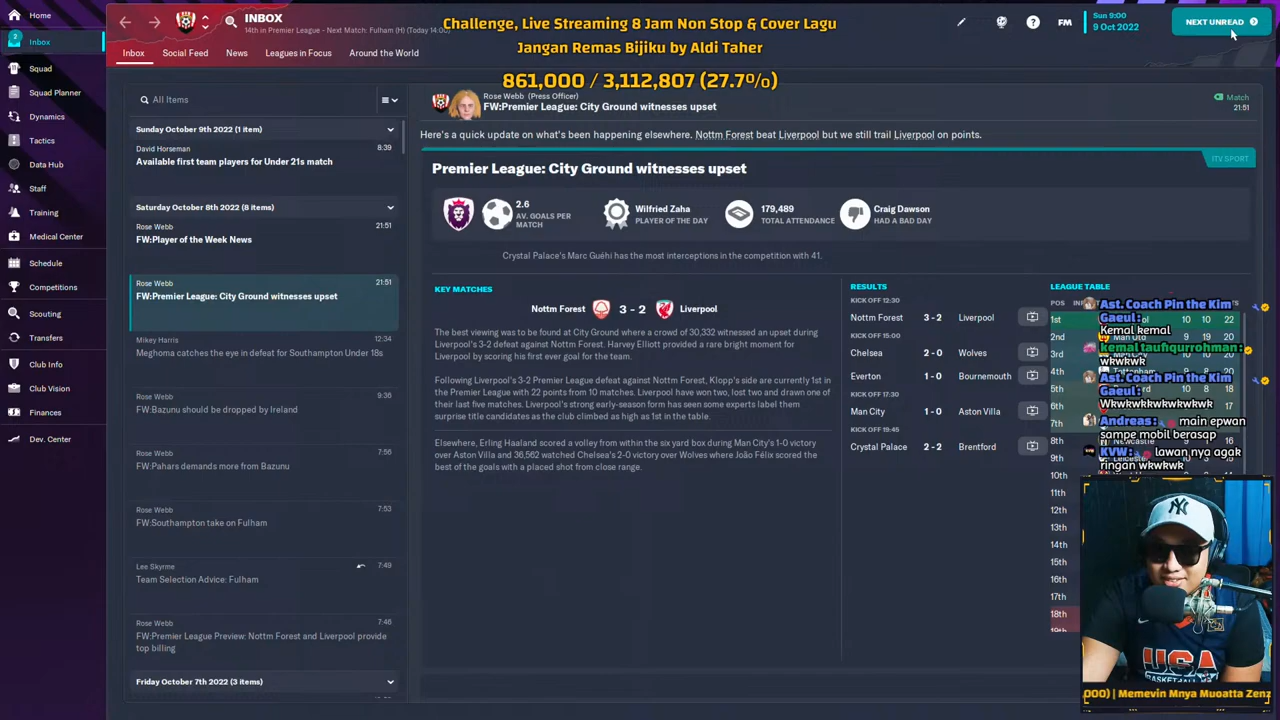 INBOX
14th in Premier League - Next Match: Fulham (H) (Today 14:00)
Challenge, Live Streaming 8 Jam Non Stop & Cover Lagu
Jangan Remas Bijiku by Aldi Taher
861,000 / 3,112,807 (27.7%)
FM
Sun 9:00
9 Oct 2022
NEXT UNREAD
Inbox
Social Feed
News
Leagues in Focus
Around the World
Home
2
Inbox
Squad
Squad Planner
Dynamics
Tactics
Data Hub
Staff
Training
Medical Center
Schedule
Competitions
Scouting
Transfers
Club Info
Club Vision
Finances
Dev. Center
All Items
Sunday October 9th 2022 (1 item)
David Horseman
8:39
Available first team players for Under 21s match
Saturday October 8th 2022 (8 items)
Rose Webb
21:51
FW:Player of the Week News
Rose Webb
21:51
FW:Premier League: City Ground witnesses upset
Mikey Harris
12:34
Meghoma catches the eye in defeat for Southampton Under 18s
Rose Webb
9:36
FW:Bazunu should be dropped by Ireland
Rose Webb
7:56
FW:Pahars demands more from Bazunu
Rose Webb
7:53
FW:Southampton take on Fulham
Lee Skyrme
7:49
Team Selection Advice: Fulham
Rose Webb
7:46
FW:Premier League Preview: Nottm Forest and Liverpool provide
top billing
Friday October 7th 2022 (3 items)
Rose Webb (Press Officer)
FW:Premier League: City Ground witnesses upset
Match
21:51
Here's a quick update on what's been happening elsewhere. Nottm Forest beat Liverpool but we still trail Liverpool on points.
ITV SPORT
Premier League: City Ground witnesses upset
2.6
AV. GOALS PER
MATCH
Wilfried Zaha
PLAYER OF THE DAY
179,489
TOTAL ATTENDANCE
Craig Dawson
HAD A BAD DAY
Crystal Palace's Marc Guéhi has the most interceptions in the competition with 41.
KEY MATCHES
Nottm Forest 3 - 2 Liverpool
The best viewing was to be found at City Ground where a crowd of 30,332 witnessed an upset during
Liverpool's 3-2 defeat against Nottm Forest. Harvey Elliott provided a rare bright moment for
Liverpool by scoring his first ever goal for the team.
Following Liverpool's 3-2 Premier League defeat against Nottm Forest, Klopp's side are currently 1st in
the Premier League with 22 points from 10 matches. Liverpool have won two, lost two and drawn one
of their last five matches. Liverpool's strong early-season form has seen some experts label them
surprise title candidates as the club climbed as high as 1st in the table.
Elsewhere, Erling Haaland scored a volley from within the six yard box during Man City's 1-0 victory
over Aston Villa and 36,562 watched Chelsea's 2-0 victory over Wolves where João Félix scored the
best of the goals with a placed shot from close range.
RESULTS
KICK OFF 12:30
Nottm Forest 3-2 Liverpool
KICK OFF 15:00
Chelsea 2-0 Wolves
Everton 1-0 Bournemouth
KICK OFF 17:30
Man City 1-0 Aston Villa
KICK OFF 19:45
Crystal Palace 2-2 Brentford
LEAGUE TABLE
POS
1st 10 10 22
2nd Man Utd
3rd
4th Tottenham
5th
7th
8th Newcastle
9th
10th
11th
12th
13th
14th
15th
16th
17th
18th
Ast. Coach Pin the Kim
Gaeul :
Kemal kemal
kemal taufiqurrohman:
wkwkwk
Ast. Coach Pin the Kim
Gaeul :
Wkwkwkwkwkwkwk
Andreas: main epwan
sampe mobil berasap
KVW: lawan nya agak
ringan wkwkwk
NY
USA
BASKETBALL
000) | Memevin Mnya Muoatta Zenz